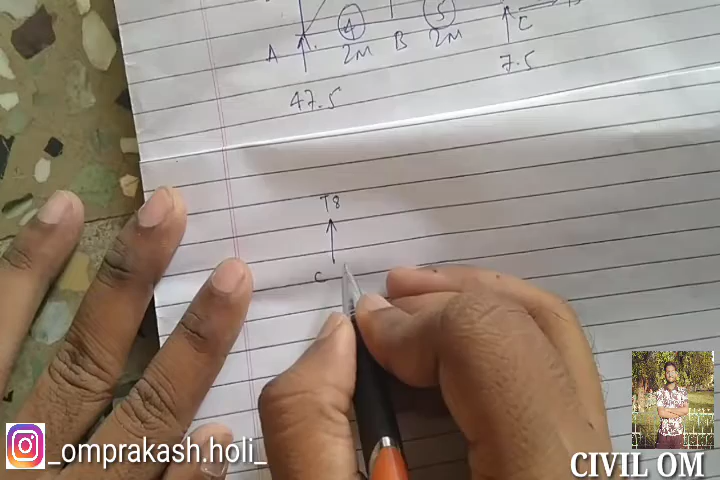 4 5
A 2M B 2M C
47.5 7.5
T8
C
_omprakash.holi_
CIVIL OM